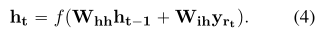 h_t = f(W_hh h_{t−1} + W_ih y_{r_t}). (4)